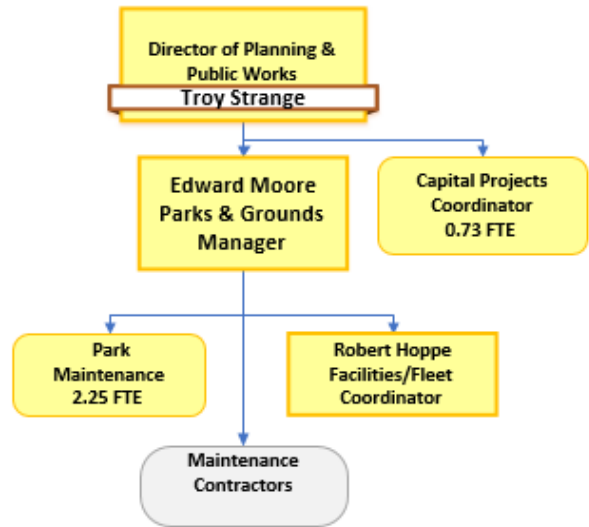 Director of Planning &
Public Works
Troy Strange
Edward Moore
Parks & Grounds
Manager
Capital Projects
Coordinator
0.73 FTE
Park
Maintenance
2.25 FTE
Robert Hoppe
Facilities/Fleet
Coordinator
Maintenance
Contractors